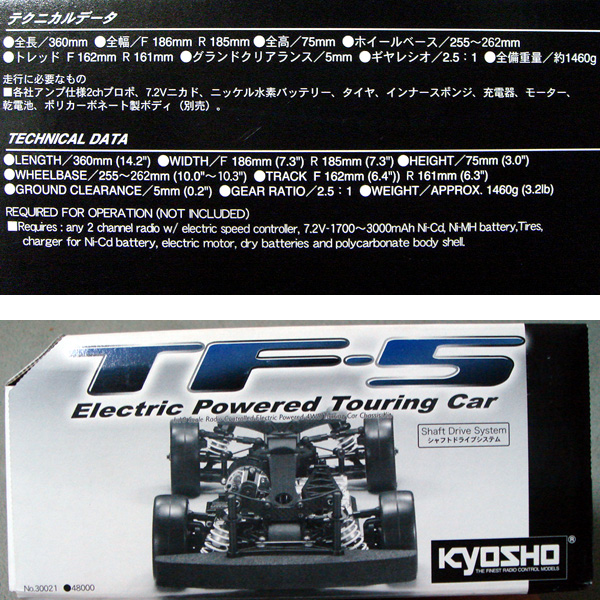 テクニカルデータ
●全長／360mm ●全幅／F 186mm R 185mm ●全高／75mm ●ホイールベース／255〜262mm
●トレッド F 162mm R 161mm ●グランドクリアランス／5mm ●ギヤレシオ／2.5：1 ●全備重量／約1460g
走行に必要なもの
■各社アンプ仕様2chプロポ、7.2Vニカド、ニッケル水素バッテリー、タイヤ、インナースポンジ、充電器、モーター、
乾電池、ポリカーボネート製ボディ（別売）。
TECHNICAL DATA
●LENGTH／360mm (14.2") ●WIDTH／F 186mm (7.3") R 185mm (7.3") ●HEIGHT／75mm (3.0")
●WHEELBASE／255〜262mm (10.0"〜10.3") ●TRACK F 162mm (6.4")) R 161mm (6.3")
●GROUND CLEARANCE／5mm (0.2") ●GEAR RATIO／2.5：1 ●WEIGHT／APPROX. 1460g (3.2lb)
REQUIRED FOR OPERATION (NOT INCLUDED)
■Requires : any 2 channel radio w/ electric speed controller, 7.2V-1700〜3000mAh Ni-Cd, Ni-MH battery,Tires,
charger for Ni-Cd battery, electric motor, dry batteries and polycarbonate body shell.
TF-5
Electric Powered Touring Car
Scale Radio Controlled Electric Powered 4WD Touring Car Chassis Kit
Shaft Drive System
シャフトドライブシステム
KYOSHO®
THE FINEST RADIO CONTROL MODELS
No.30021 ●48000